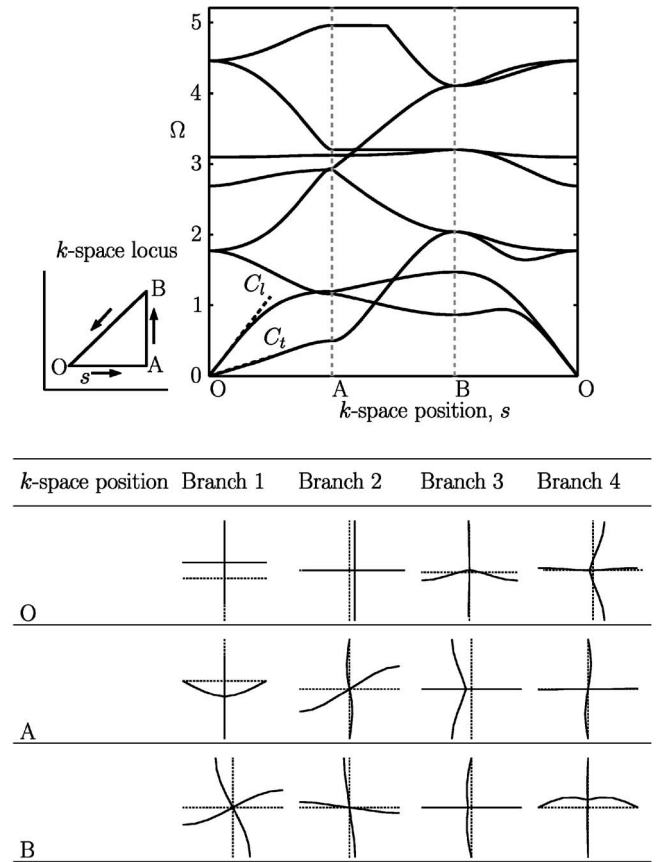 5
4
Ω
3
2
1
0
C_l
C_t
O A B O
k-space position, s
k-space locus
B
O A
s
k-space position Branch 1 Branch 2 Branch 3 Branch 4
O
A
B